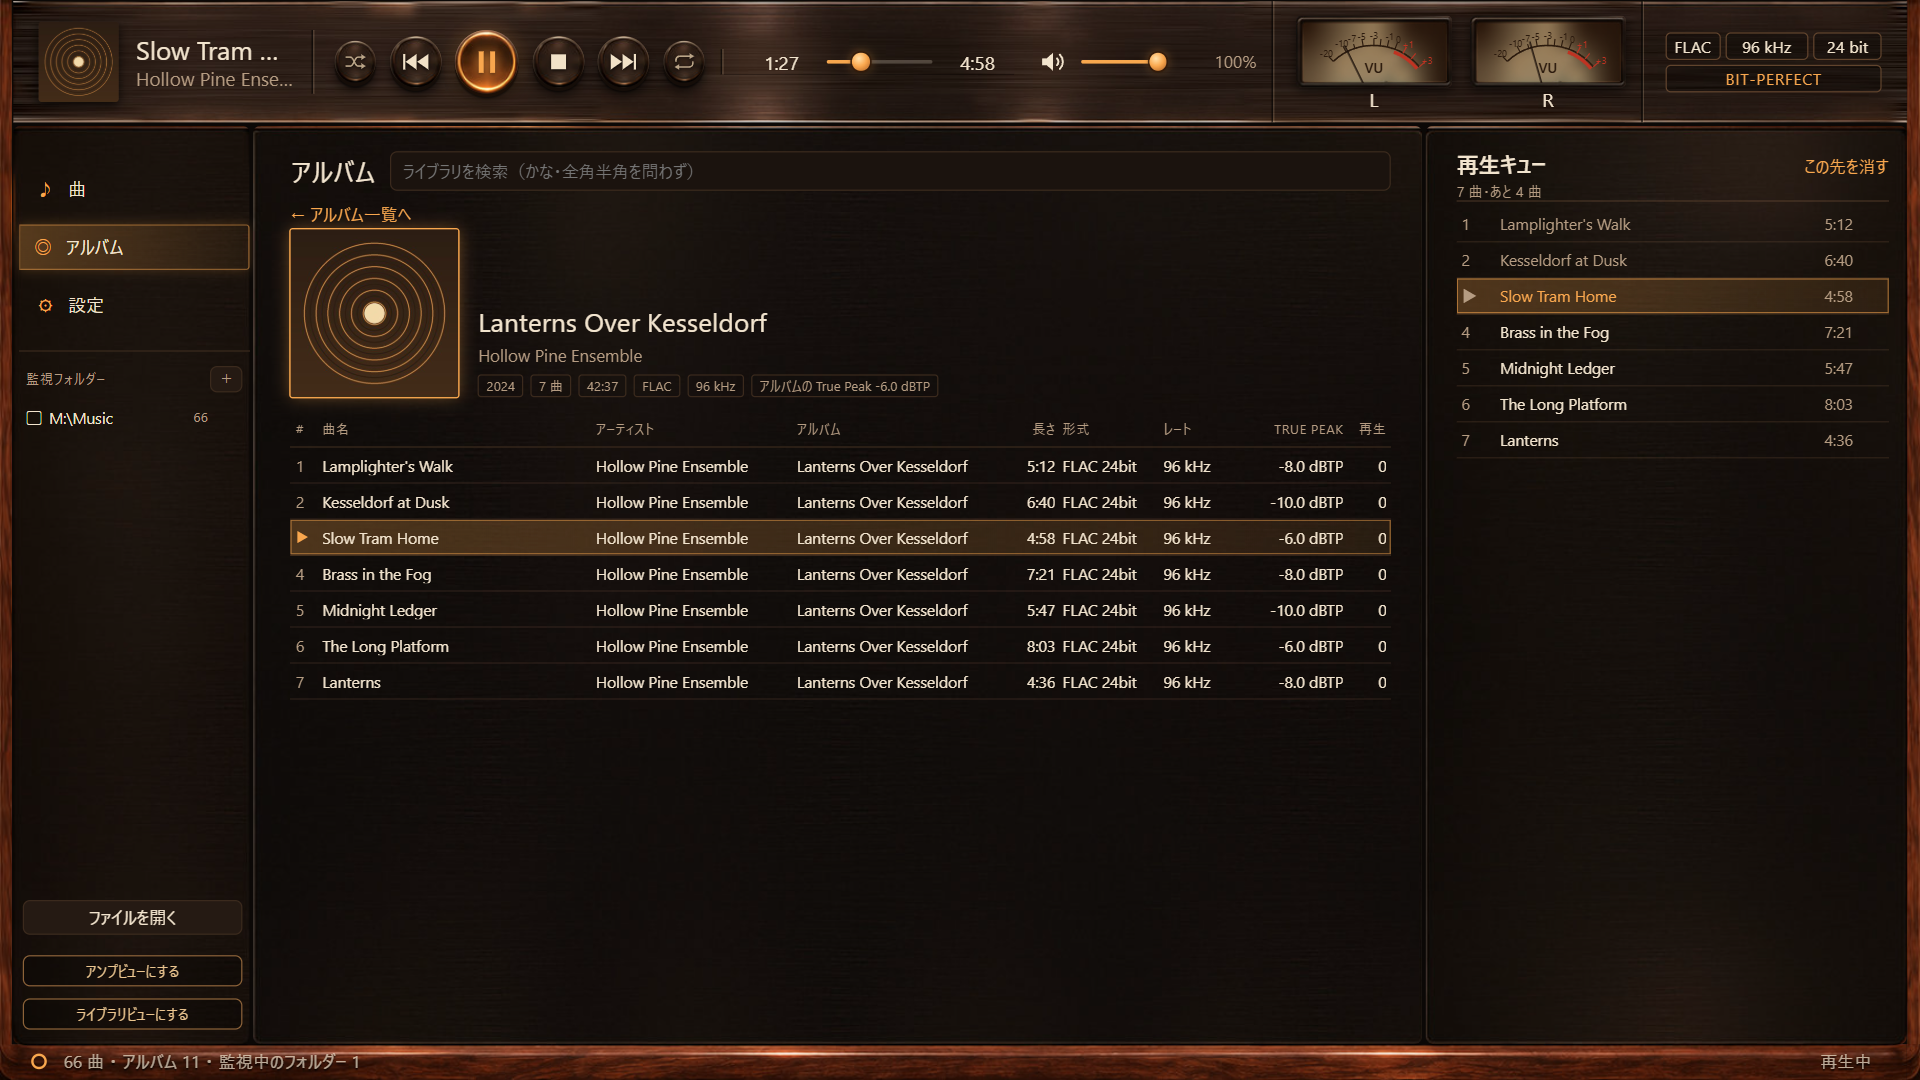 Slow Tram ...
Hollow Pine Ense...
1:27
4:58
100%
-20 -10 -7 -5 -3 -1 0 1 3
VU
L
-20 -10 -7 -5 -3 -1 0 1 3
VU
R
FLAC 96 kHz 24 bit
BIT-PERFECT
曲
アルバム
設定
監視フォルダー +
M:\Music 66
ファイルを開く
アンプビューにする
ライブラリビューにする
アルバム
ライブラリを検索（かな・全角半角を問わず）
← アルバム一覧へ
Lanterns Over Kesseldorf
Hollow Pine Ensemble
2024 7 曲 42:37 FLAC 96 kHz アルバムの True Peak -6.0 dBTP
# 曲名 アーティスト アルバム 長さ 形式 レート TRUE PEAK 再生
1 Lamplighter's Walk Hollow Pine Ensemble Lanterns Over Kesseldorf 5:12 FLAC 24bit 96 kHz -8.0 dBTP 0
2 Kesseldorf at Dusk Hollow Pine Ensemble Lanterns Over Kesseldorf 6:40 FLAC 24bit 96 kHz -10.0 dBTP 0
Slow Tram Home Hollow Pine Ensemble Lanterns Over Kesseldorf 4:58 FLAC 24bit 96 kHz -6.0 dBTP 0
4 Brass in the Fog Hollow Pine Ensemble Lanterns Over Kesseldorf 7:21 FLAC 24bit 96 kHz -8.0 dBTP 0
5 Midnight Ledger Hollow Pine Ensemble Lanterns Over Kesseldorf 5:47 FLAC 24bit 96 kHz -10.0 dBTP 0
6 The Long Platform Hollow Pine Ensemble Lanterns Over Kesseldorf 8:03 FLAC 24bit 96 kHz -6.0 dBTP 0
7 Lanterns Hollow Pine Ensemble Lanterns Over Kesseldorf 4:36 FLAC 24bit 96 kHz -8.0 dBTP 0
再生キュー この先を消す
7 曲・あと 4 曲
1 Lamplighter's Walk 5:12
2 Kesseldorf at Dusk 6:40
Slow Tram Home 4:58
4 Brass in the Fog 7:21
5 Midnight Ledger 5:47
6 The Long Platform 8:03
7 Lanterns 4:36
66 曲・アルバム 11・監視中のフォルダー 1
再生中